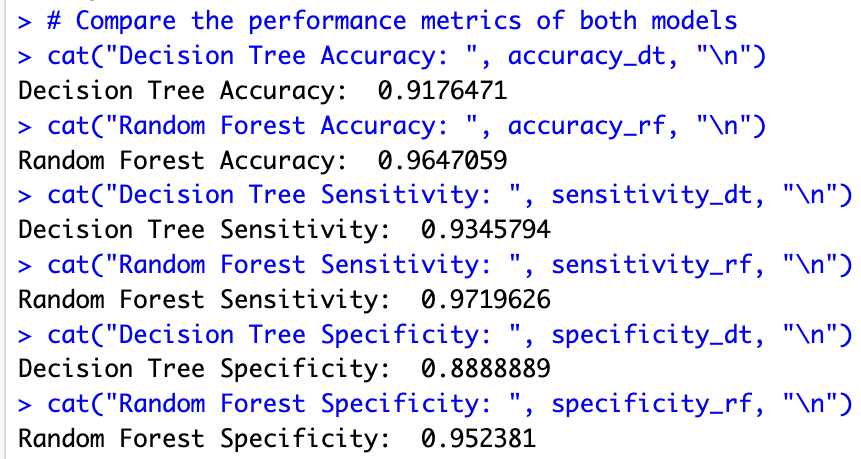 > # Compare the performance metrics of both models
> cat("Decision Tree Accuracy: ", accuracy_dt, "\n")
Decision Tree Accuracy:  0.9176471
> cat("Random Forest Accuracy: ", accuracy_rf, "\n")
Random Forest Accuracy:  0.9647059
> cat("Decision Tree Sensitivity: ", sensitivity_dt, "\n")
Decision Tree Sensitivity:  0.9345794
> cat("Random Forest Sensitivity: ", sensitivity_rf, "\n")
Random Forest Sensitivity:  0.9719626
> cat("Decision Tree Specificity: ", specificity_dt, "\n")
Decision Tree Specificity:  0.8888889
> cat("Random Forest Specificity: ", specificity_rf, "\n")
Random Forest Specificity:  0.952381